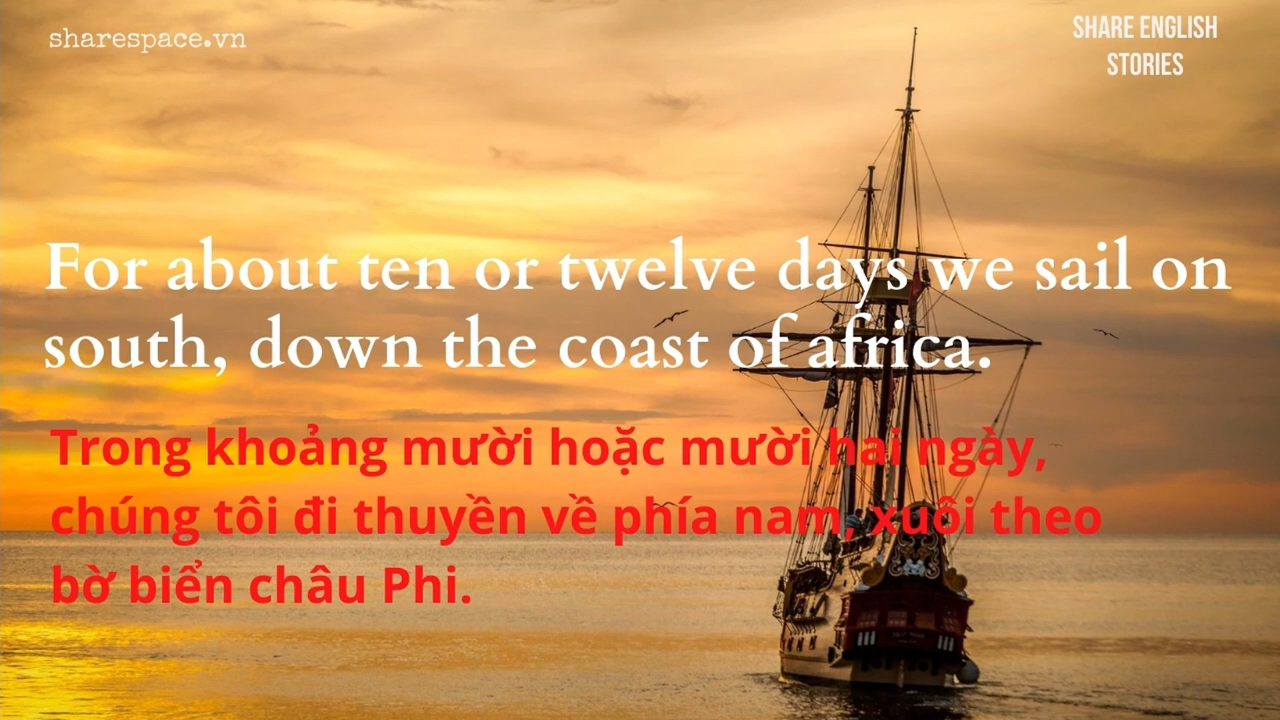 sharespace.vn
SHARE ENGLISH
STORIES
For about ten or twelve days we sail on
south, down the coast of africa.
Trong khoảng mười hoặc mười hai ngày,
chúng tôi đi thuyền về phía nam, xuôi theo
bờ biển châu Phi.